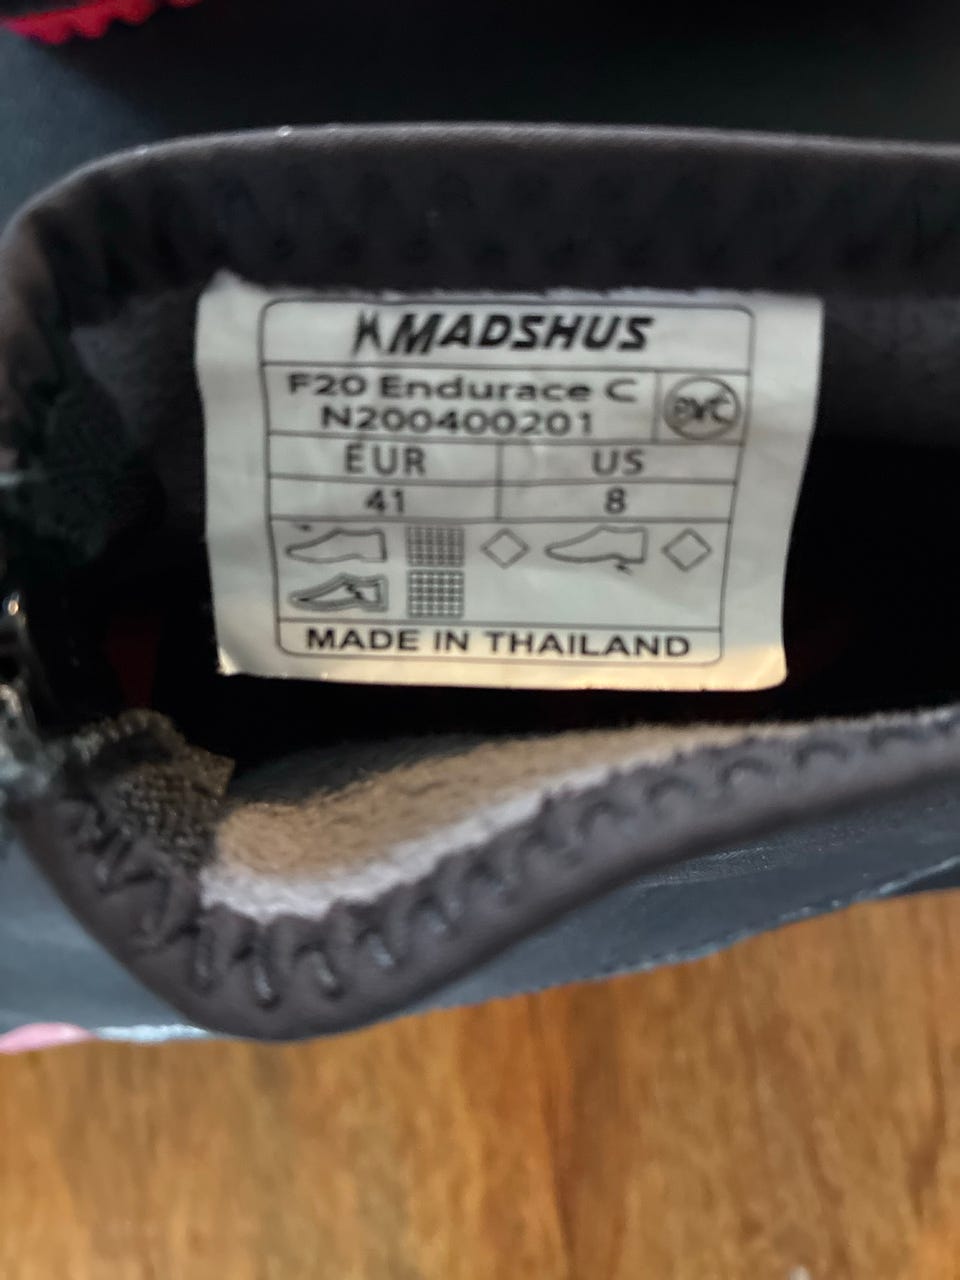 MADSHUS
F20 Endurace C
N200400201
PVC
EUR US
41 8
MADE IN THAILAND